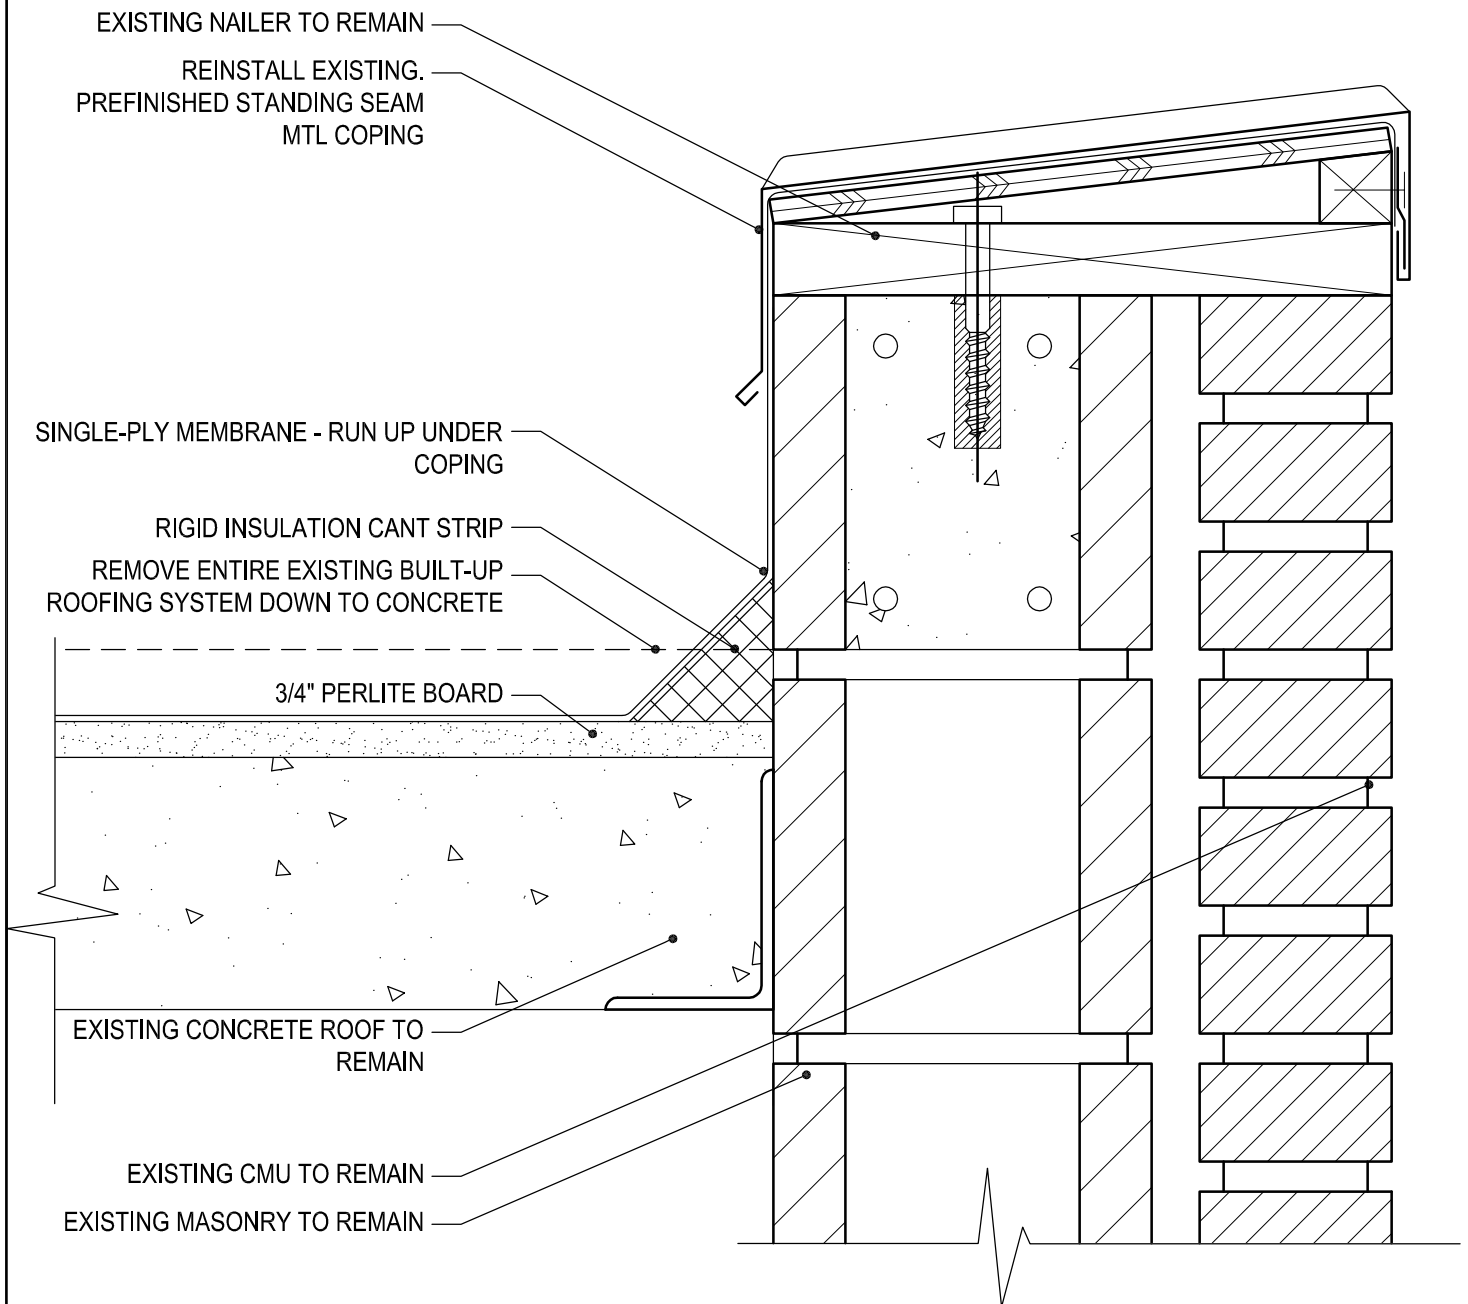 EXISTING NAILER TO REMAIN
REINSTALL EXISTING.
PREFINISHED STANDING SEAM
MTL COPING
SINGLE-PLY MEMBRANE - RUN UP UNDER
COPING
RIGID INSULATION CANT STRIP
REMOVE ENTIRE EXISTING BUILT-UP
ROOFING SYSTEM DOWN TO CONCRETE
3/4" PERLITE BOARD
EXISTING CONCRETE ROOF TO
REMAIN
EXISTING CMU TO REMAIN
EXISTING MASONRY TO REMAIN